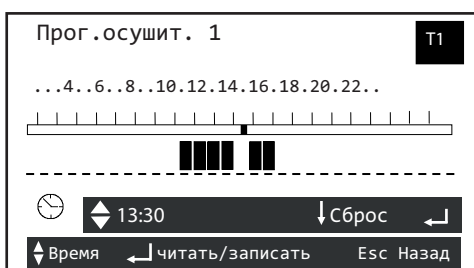 Прог.осушит. 1
T1
...4..6..8..10.12.14.16.18.20.22..
13:30 Сброс
Время читать/записать Esc Назад